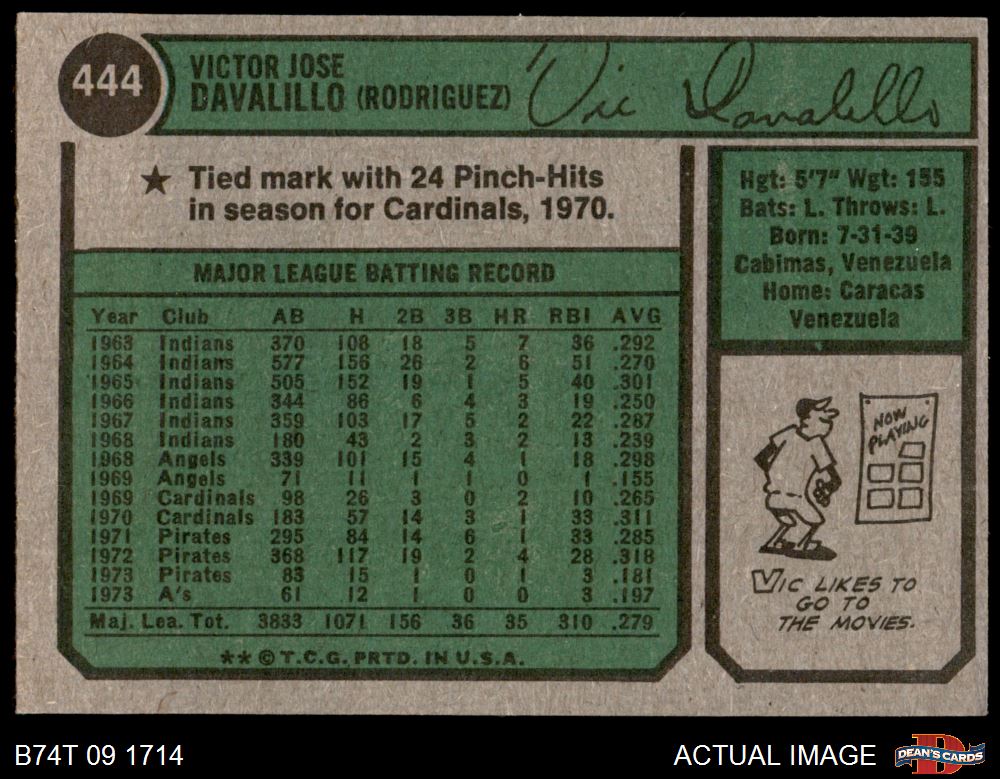 444
VICTOR JOSE
DAVALILLO (RODRIGUEZ)
Vic Davalillo
★ Tied mark with 24 Pinch-Hits
in season for Cardinals, 1970.
MAJOR LEAGUE BATTING RECORD
Year Club AB H 2B 3B HR RBI AVG
1963 Indians 370 108 18 5 7 36 .292
1964 Indians 577 156 26 2 6 51 .270
1965 Indians 505 152 19 1 5 40 .301
1966 Indians 344 86 6 4 3 19 .250
1967 Indians 359 103 17 5 2 22 .287
1968 Indians 180 43 2 3 2 13 .239
1968 Angels 339 101 15 4 1 18 .298
1969 Angels 71 11 1 1 0 1 .155
1969 Cardinals 98 26 3 0 2 10 .265
1970 Cardinals 183 57 14 3 1 33 .311
1971 Pirates 295 84 14 6 1 33 .285
1972 Pirates 368 117 19 2 4 28 .318
1973 Pirates 83 15 1 0 1 3 .181
1973 A's 61 12 1 0 0 3 .197
Maj. Lea. Tot. 3833 1071 156 36 35 310 .279
** © T.C.G. PRTD. IN U.S.A.
Hgt: 5'7" Wgt: 155
Bats: L. Throws: L.
Born: 7-31-39
Cabimas, Venezuela
Home: Caracas
Venezuela
NOW
PLAYING
VIC LIKES TO
GO TO
THE MOVIES.
B74T 09 1714
ACTUAL IMAGE
DEAN'S CARDS